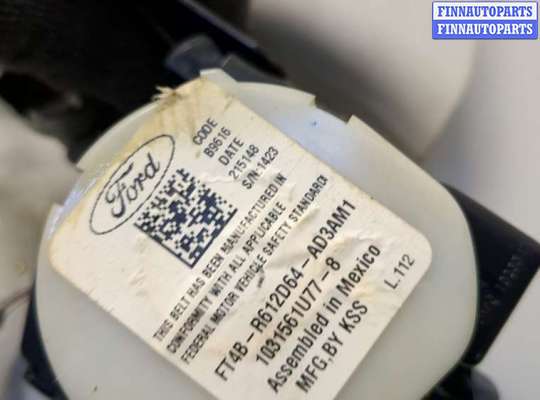 FINNAUTOPARTS
FINNAUTOPARTS
Ford
CODE
B9616
DATE
215148
S/N:1423
THIS BELT HAS BEEN MANUFACTURED IN
CONFORMITY WITH ALL APPLICABLE
FEDERAL MOTOR VEHICLE SAFETY STANDARDS
FT4B-R612D64-AD3AM1
1031561U77-8
Assembled in Mexico
MFG.BY KSS
L.112